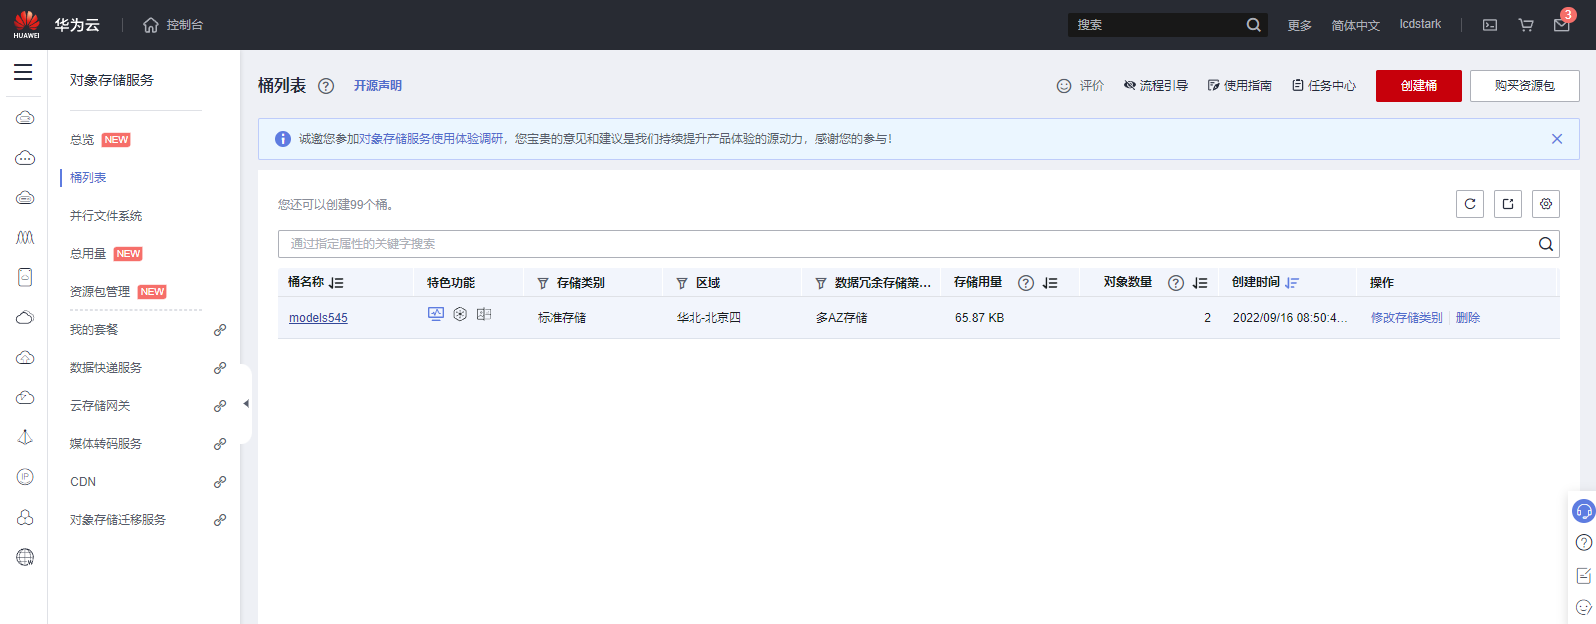 HUAWEI
华为云
控制台
搜索
更多
简体中文
lcdstark
3
对象存储服务
总览 NEW
桶列表
并行文件系统
总用量 NEW
资源包管理 NEW
我的套餐
数据快递服务
云存储网关
媒体转码服务
CDN
对象存储迁移服务
IP
桶列表
开源声明
评价
流程引导
使用指南
任务中心
创建桶
购买资源包
诚邀您参加对象存储服务使用体验调研，您宝贵的意见和建议是我们持续提升产品体验的源动力，感谢您的参与！
您还可以创建99个桶。
通过指定属性的关键字搜索
桶名称 特色功能 存储类别 区域 数据冗余存储策... 存储用量 对象数量 创建时间 操作
models545 标准存储 华北-北京四 多AZ存储 65.87 KB 2 2022/09/16 08:50:4... 修改存储类别 删除